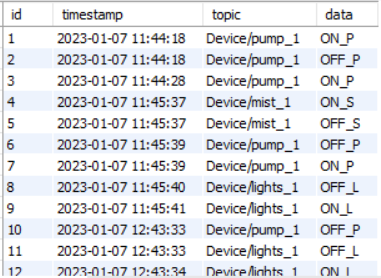 id timestamp topic data
1 2023-01-07 11:44:18 Device/pump_1 ON_P
2 2023-01-07 11:44:18 Device/pump_1 OFF_P
3 2023-01-07 11:44:28 Device/pump_1 ON_P
4 2023-01-07 11:45:37 Device/mist_1 ON_S
5 2023-01-07 11:45:37 Device/mist_1 OFF_S
6 2023-01-07 11:45:39 Device/pump_1 OFF_P
7 2023-01-07 11:45:39 Device/pump_1 ON_P
8 2023-01-07 11:45:40 Device/lights_1 OFF_L
9 2023-01-07 11:45:41 Device/lights_1 ON_L
10 2023-01-07 12:43:33 Device/pump_1 OFF_P
11 2023-01-07 12:43:33 Device/lights_1 OFF_L
12 2023-01-07 12:43:34 Device/lights_1 ON_L